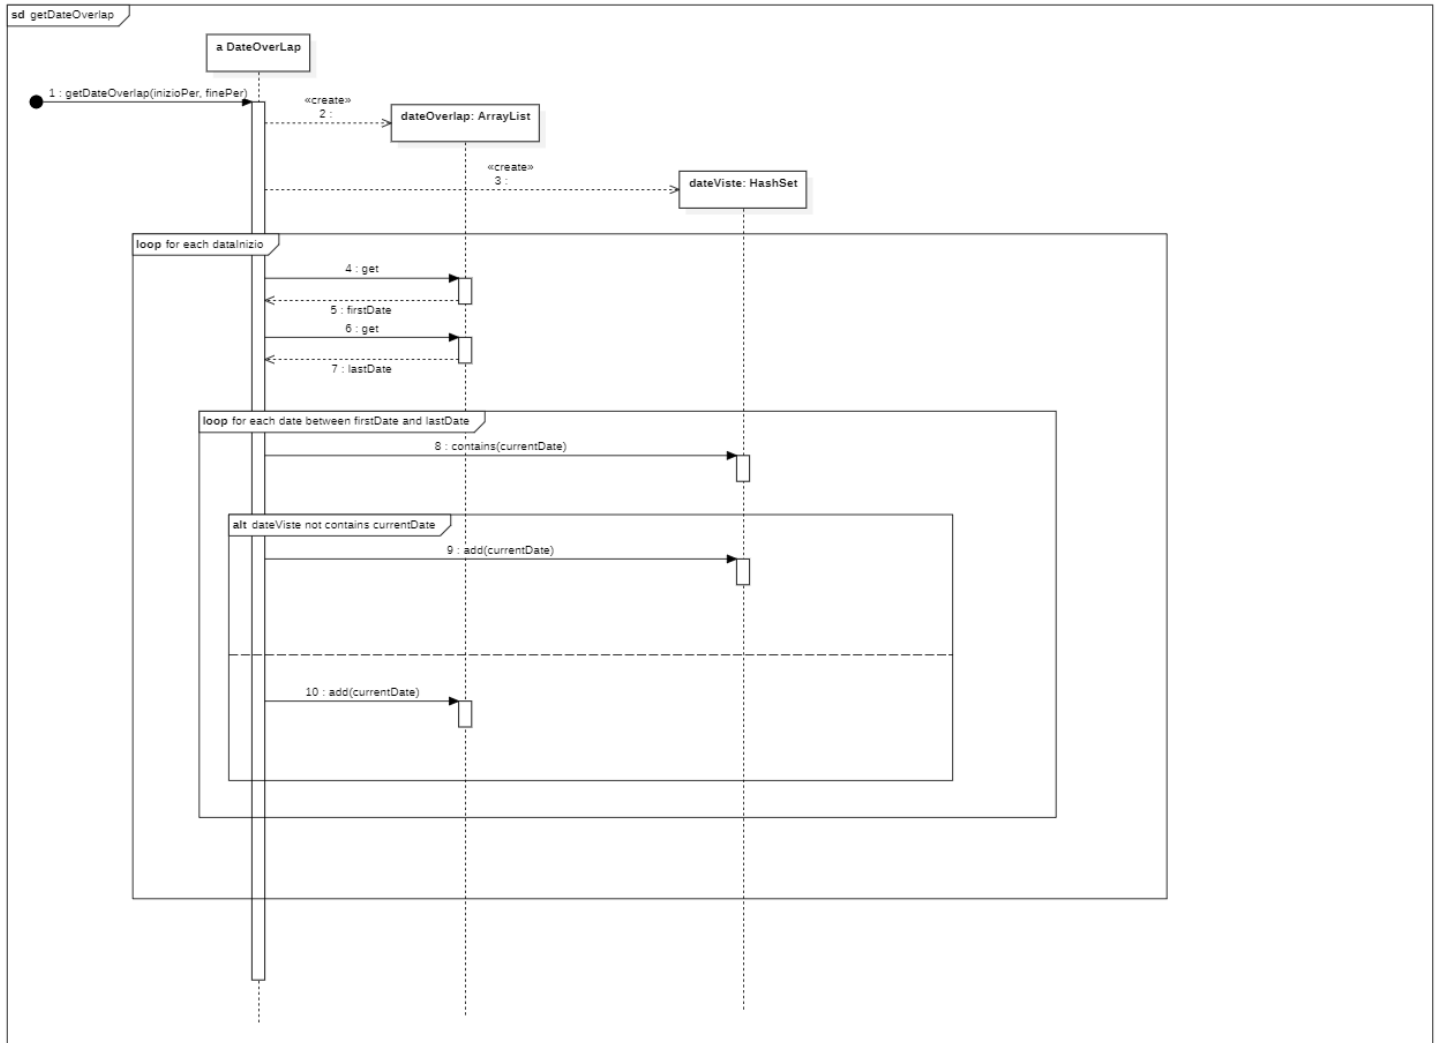 sd getDateOverlap
a DateOverLap
1 : getDateOverlap(inizioPer, finePer)
«create»
2 :
dateOverlap: ArrayList
«create»
3 :
dateViste: HashSet
loop for each dataInizio
4 : get
5 : firstDate
6 : get
7 : lastDate
loop for each date between firstDate and lastDate
8 : contains(currentDate)
alt dateViste not contains currentDate
9 : add(currentDate)
10 : add(currentDate)